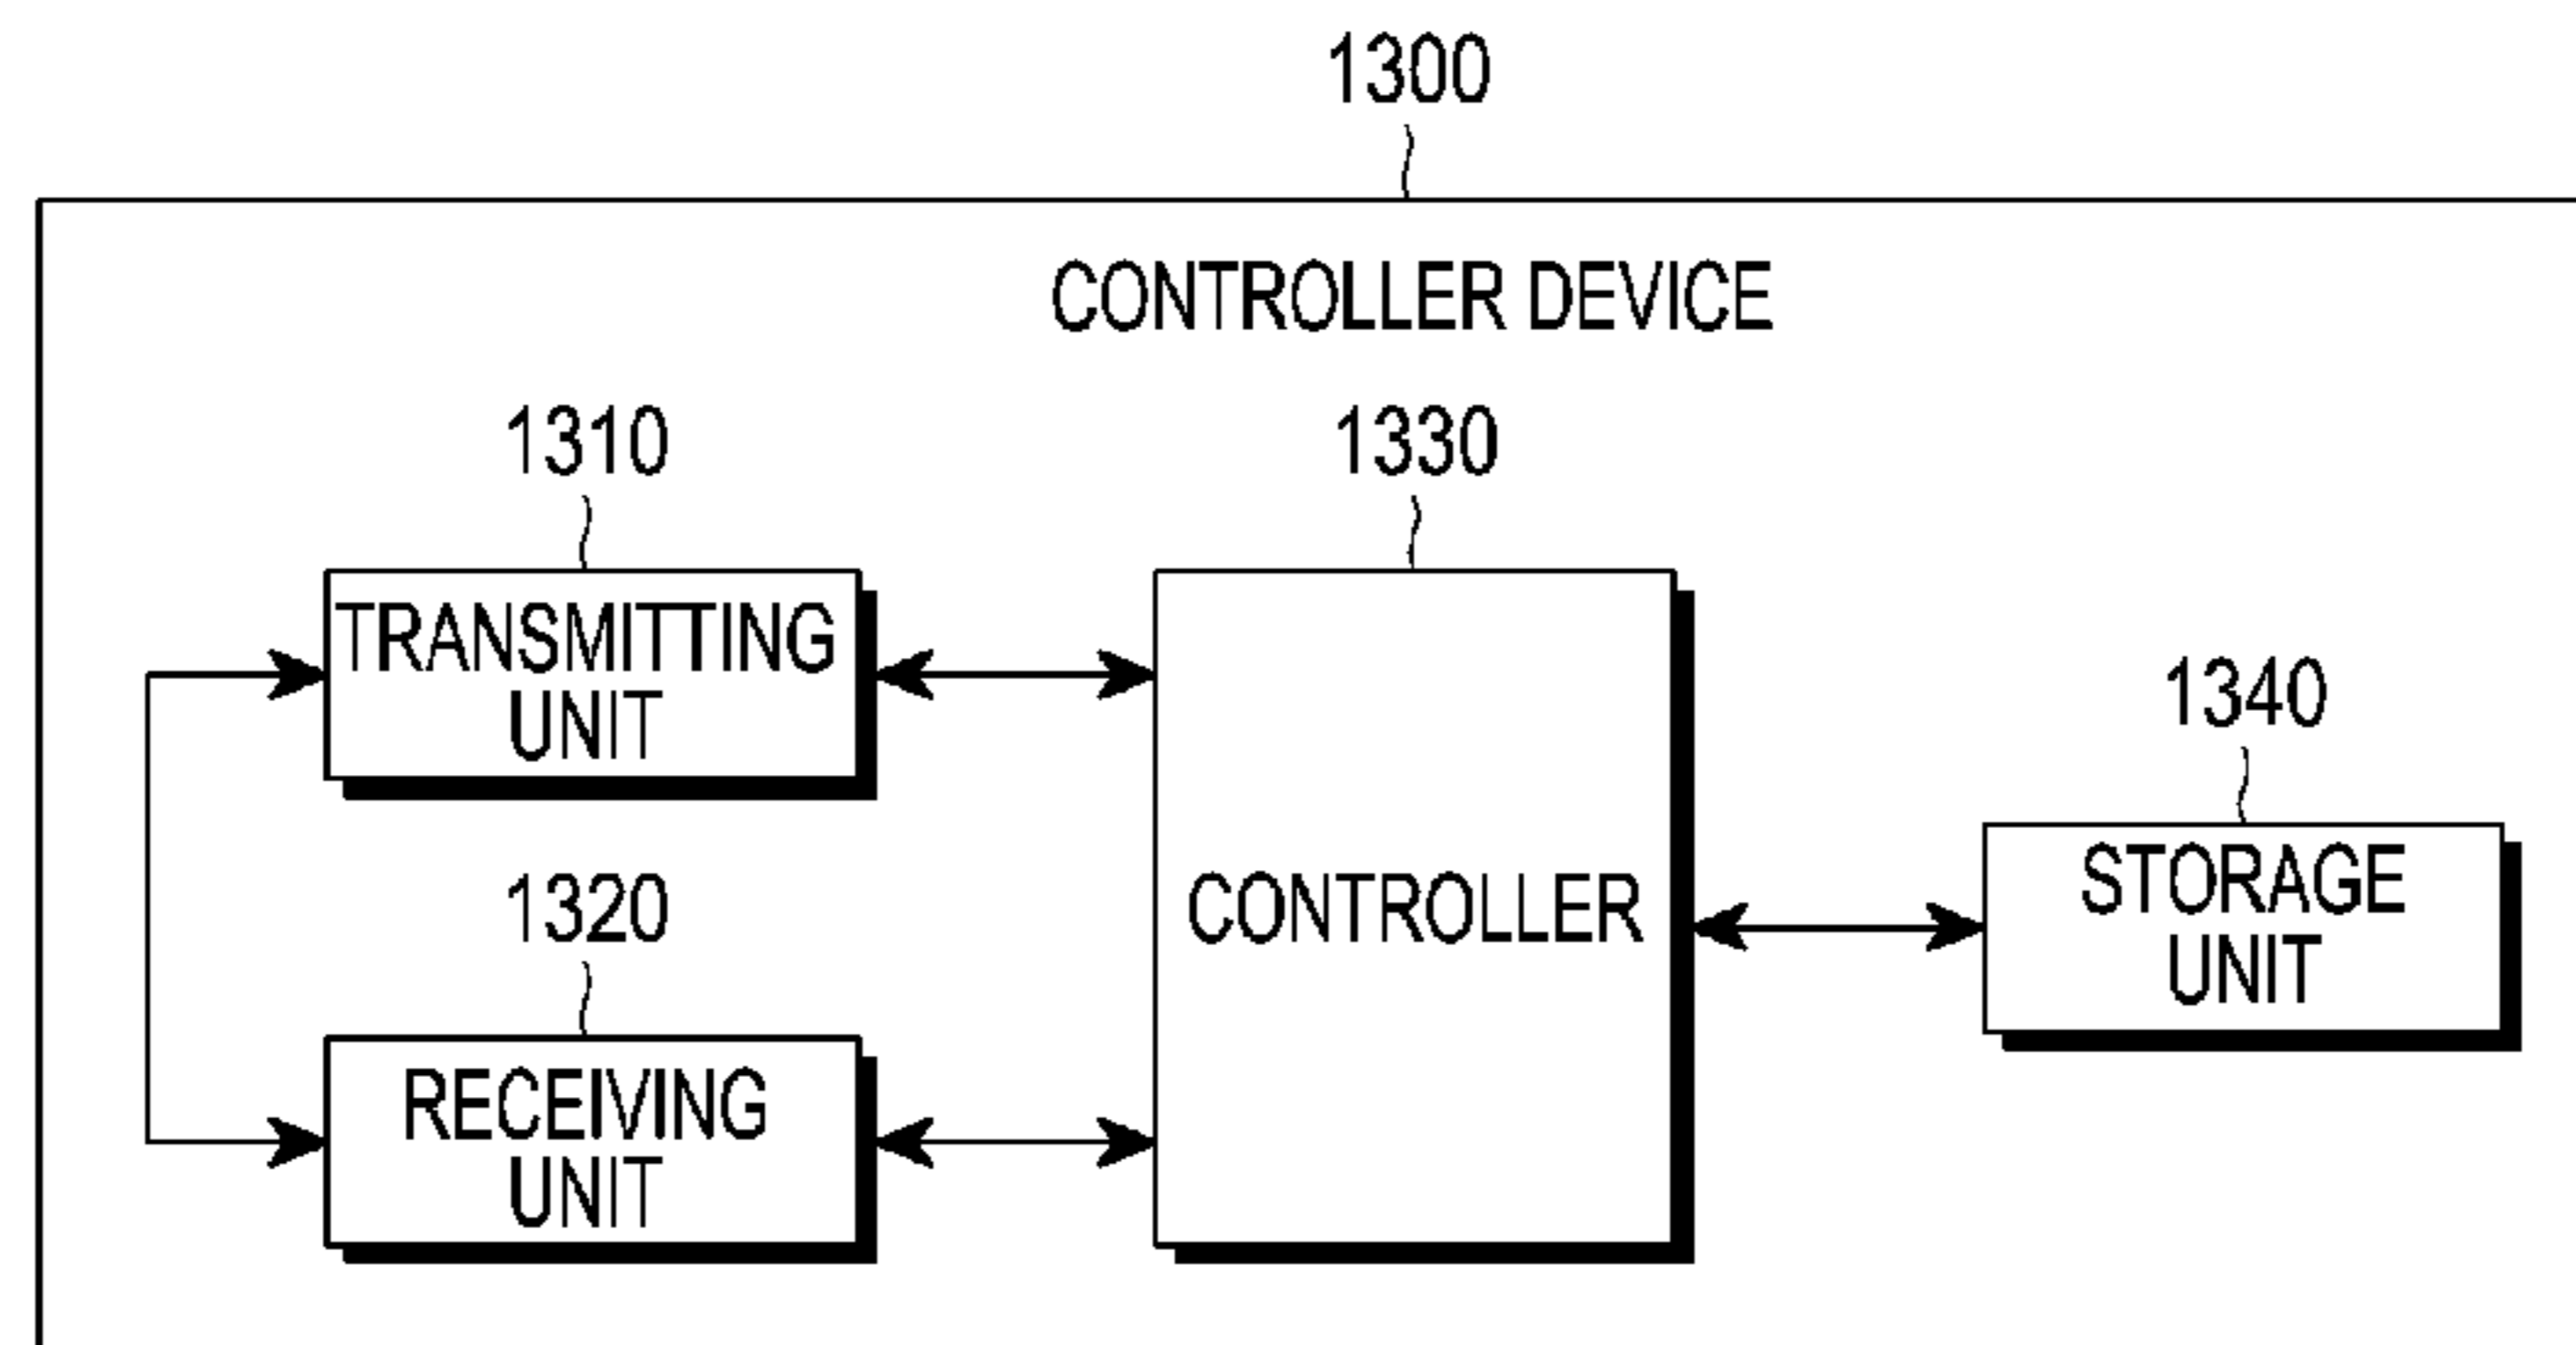 1300
CONTROLLER DEVICE
1310
TRANSMITTING
UNIT
1320
RECEIVING
UNIT
1330
CONTROLLER
1340
STORAGE
UNIT